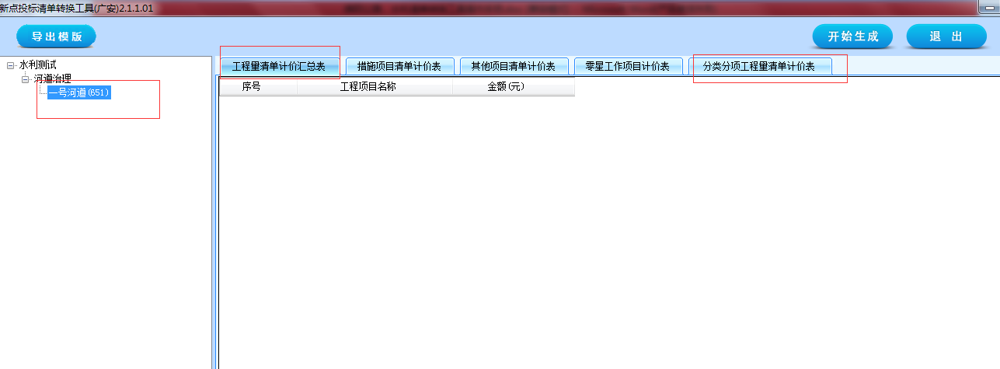 新点投标清单转换工具(广安)2.1.1.01
导出模版
开始生成
退 出
水利测试
河道治理
一号河道(651)
工程量清单计价汇总表
措施项目清单计价表
其他项目清单计价表
零星工作项目计价表
分类分项工程量清单计价表
序号
工程项目名称
金额(元)